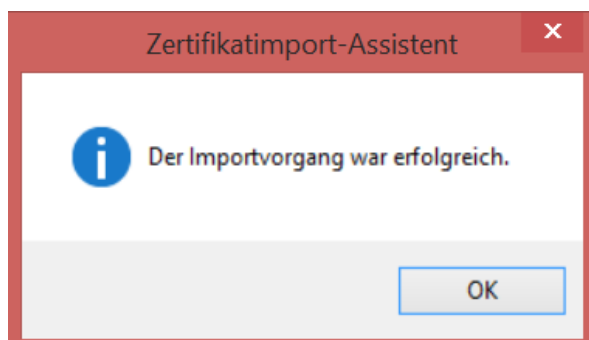 Zertifikatimport-Assistent
Der Importvorgang war erfolgreich.
OK